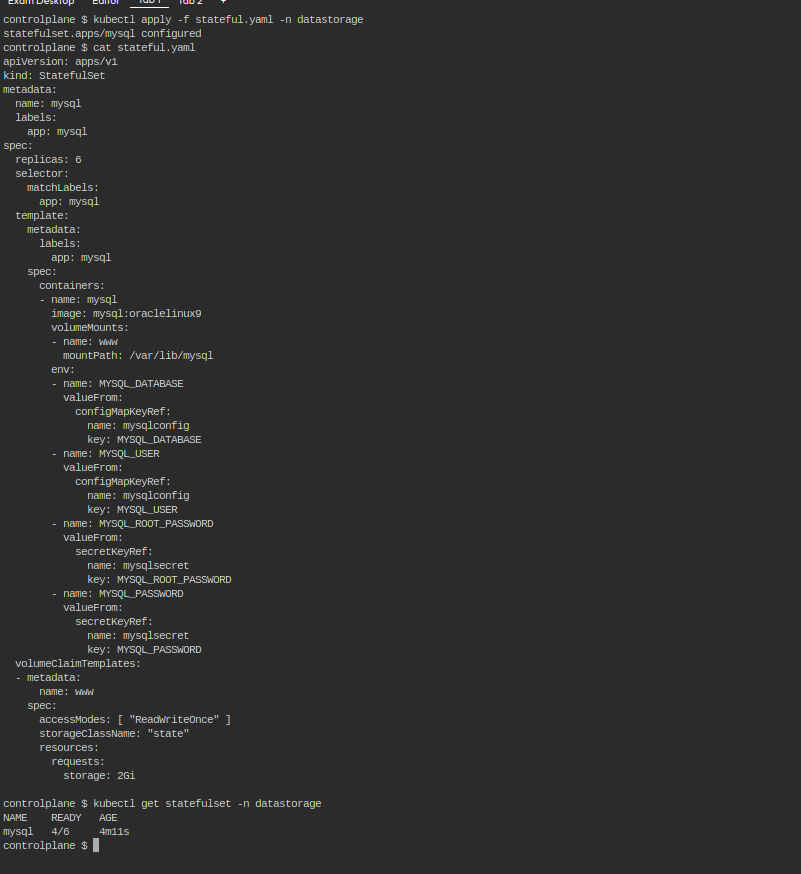 Exam Desktop Editor Tab 1 Tab 2 +
controlplane $ kubectl apply -f stateful.yaml -n datastorage
statefulset.apps/mysql configured
controlplane $ cat stateful.yaml
apiVersion: apps/v1
kind: StatefulSet
metadata:
  name: mysql
  labels:
    app: mysql
spec:
  replicas: 6
  selector:
    matchLabels:
      app: mysql
  template:
    metadata:
      labels:
        app: mysql
    spec:
      containers:
      - name: mysql
        image: mysql:oraclelinux9
        volumeMounts:
        - name: www
          mountPath: /var/lib/mysql
        env:
        - name: MYSQL_DATABASE
          valueFrom:
            configMapKeyRef:
              name: mysqlconfig
              key: MYSQL_DATABASE
        - name: MYSQL_USER
          valueFrom:
            configMapKeyRef:
              name: mysqlconfig
              key: MYSQL_USER
        - name: MYSQL_ROOT_PASSWORD
          valueFrom:
            secretKeyRef:
              name: mysqlsecret
              key: MYSQL_ROOT_PASSWORD
        - name: MYSQL_PASSWORD
          valueFrom:
            secretKeyRef:
              name: mysqlsecret
              key: MYSQL_PASSWORD
  volumeClaimTemplates:
  - metadata:
      name: www
    spec:
      accessModes: [ "ReadWriteOnce" ]
      storageClassName: "state"
      resources:
        requests:
          storage: 2Gi
controlplane $ kubectl get statefulset -n datastorage
NAME    READY   AGE
mysql   4/6     4m11s
controlplane $